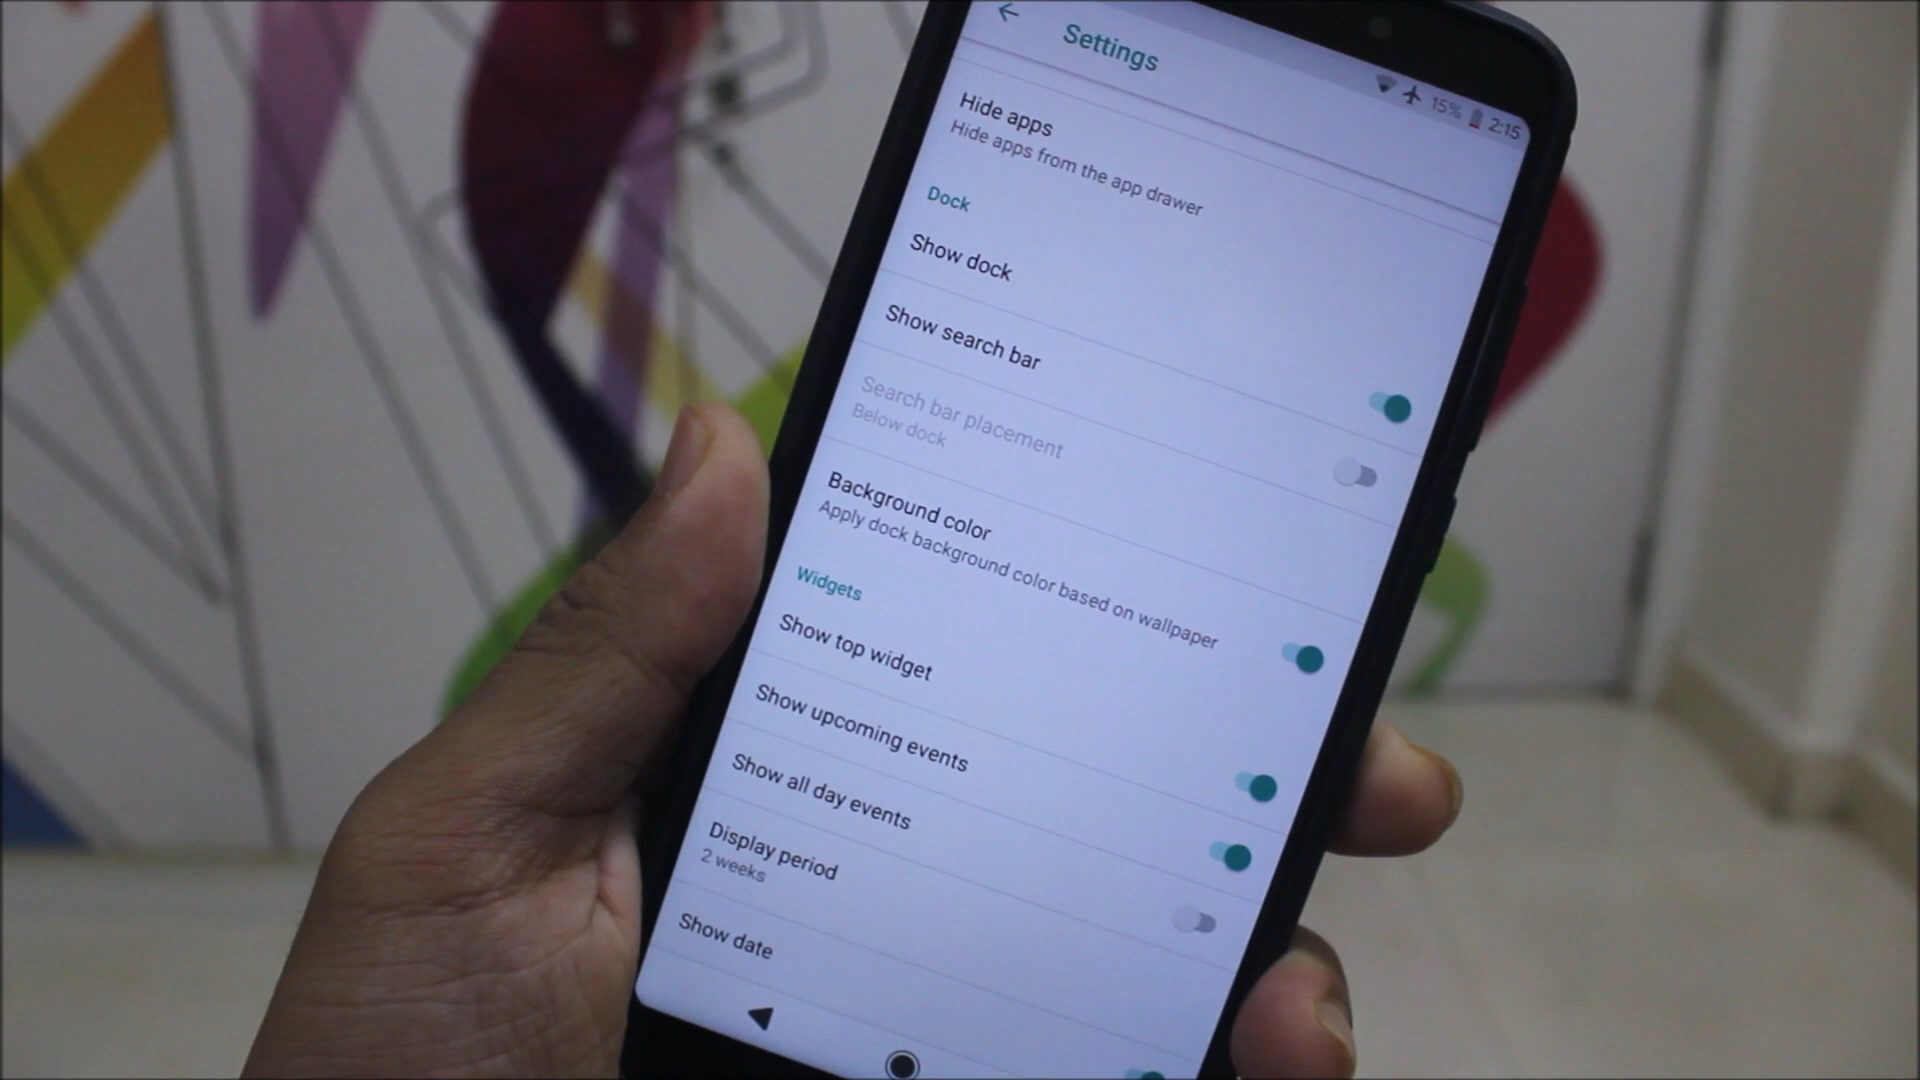 Settings
15% 2:15
Hide apps
Hide apps from the app drawer
Dock
Show dock
Show search bar
Search bar placement
Below dock
Background color
Apply dock background color based on wallpaper
Widgets
Show top widget
Show upcoming events
Show all day events
Display period
2 weeks
Show date